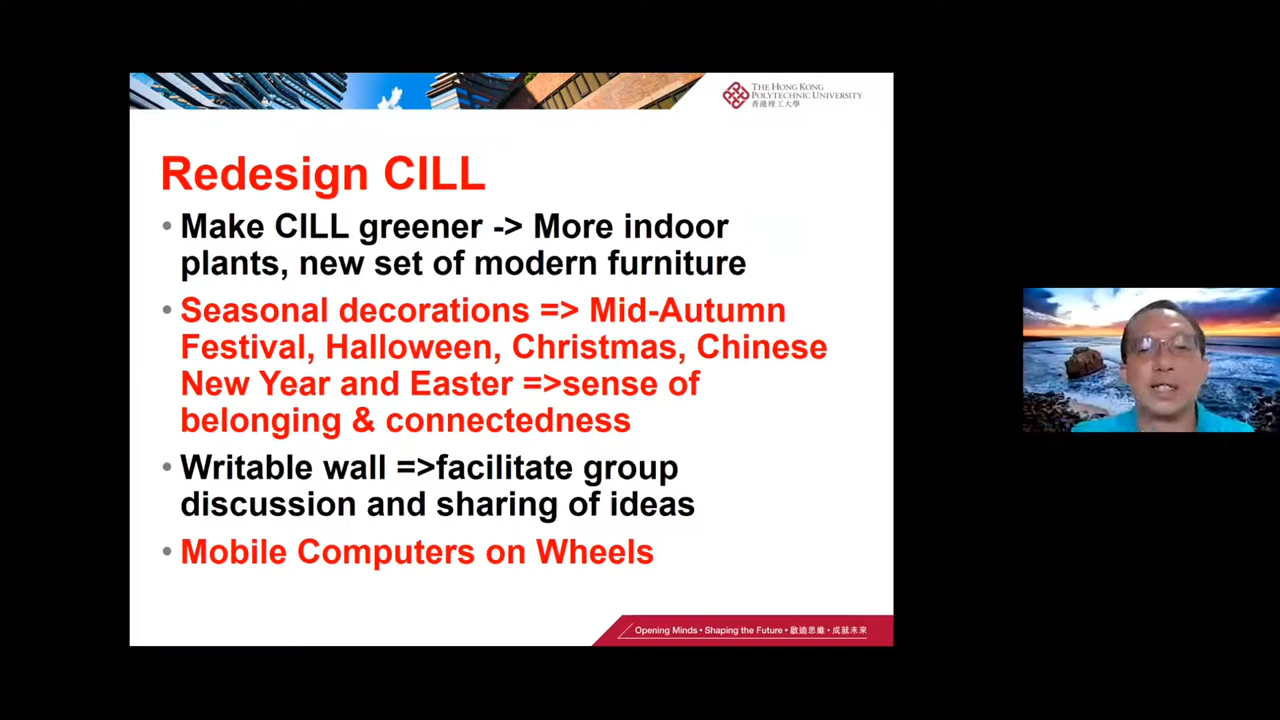 THE HONG KONG
POLYTECHNIC UNIVERSITY
香港理工大學
Redesign CILL
• Make CILL greener -> More indoor
plants, new set of modern furniture
• Seasonal decorations => Mid-Autumn
Festival, Halloween, Christmas, Chinese
New Year and Easter =>sense of
belonging & connectedness
• Writable wall =>facilitate group
discussion and sharing of ideas
• Mobile Computers on Wheels
Opening Minds • Shaping the Future • 啟迪思維 • 成就未來